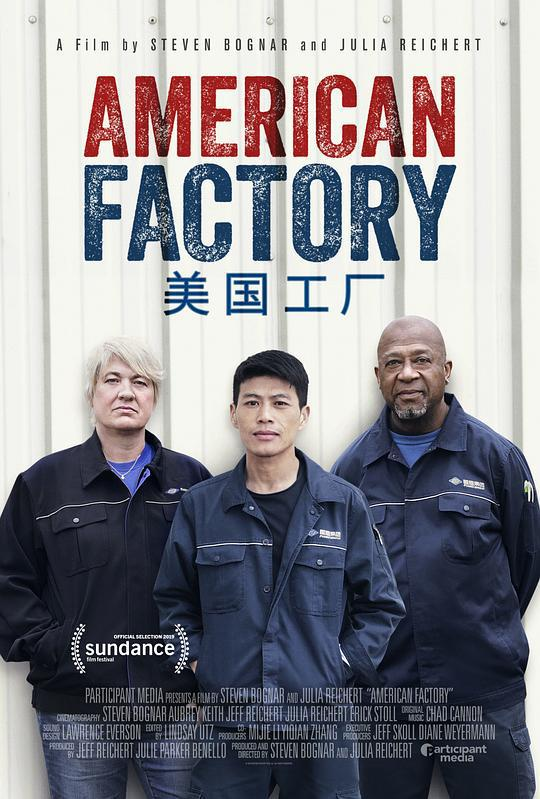 A Film by STEVEN BOGNAR and JULIA REICHERT
AMERICAN
FACTORY
美国工厂
OFFICIAL SELECTION 2019
sundance
film festival
PARTICIPANT MEDIA PRESENTS A FILM BY STEVEN BOGNAR AND JULIA REICHERT "AMERICAN FACTORY"
CINEMATOGRAPHY STEVEN BOGNAR AUBREY KEITH JEFF REICHERT JULIA REICHERT ERICK STOLL ORIGINAL MUSIC CHAD CANNON
SOUND DESIGN LAWRENCE EVERSON EDITED BY LINDSAY UTZ CO- PRODUCERS MIJIE LI YIQIAN ZHANG EXECUTIVE PRODUCERS JEFF SKOLL DIANE WEYERMANN
PRODUCED BY JEFF REICHERT JULIE PARKER BENELLO PRODUCED AND DIRECTED BY STEVEN BOGNAR AND JULIA REICHERT
Participant
media